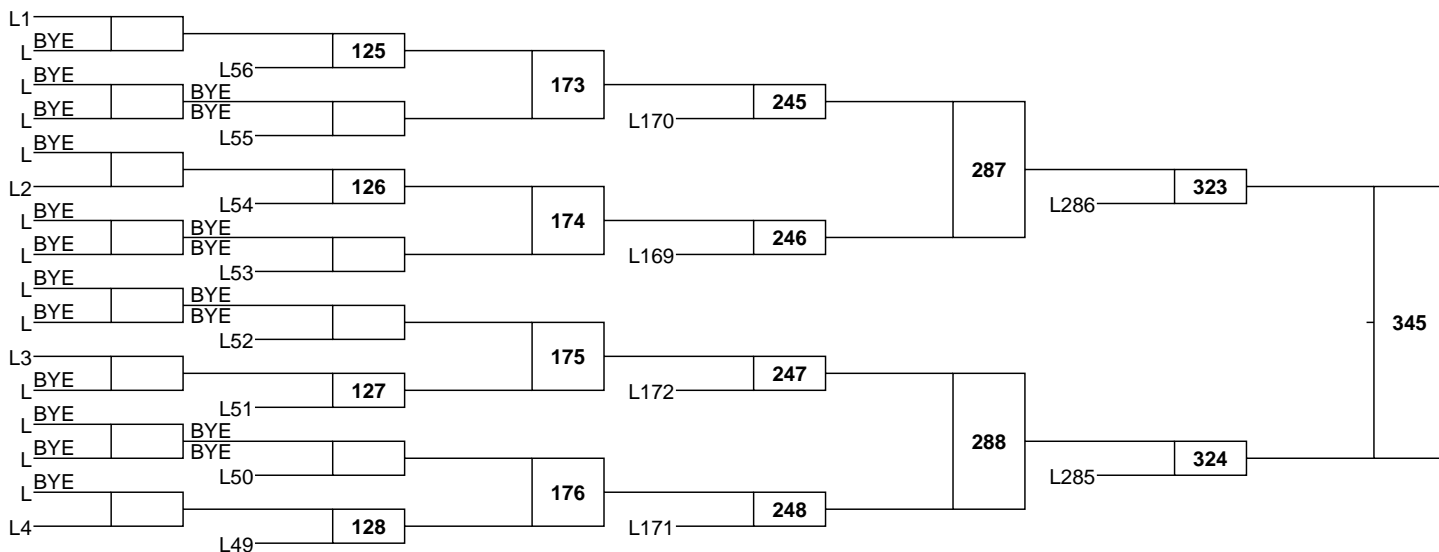 L1
BYE
L
125
L56
BYE
L
173
BYE
BYE
BYE
L
245
L55
L170
BYE
L
126
L2
287
L54
323
BYE
L
L286
174
BYE
BYE
BYE
L
246
L53
L169
BYE
L
BYE
BYE
BYE
L
345
L52
L3
175
BYE
L
127
247
L51
L172
BYE
L
BYE
BYE
288
BYE
L
324
L50
L285
BYE
L
176
L4
128
248
L49
L171